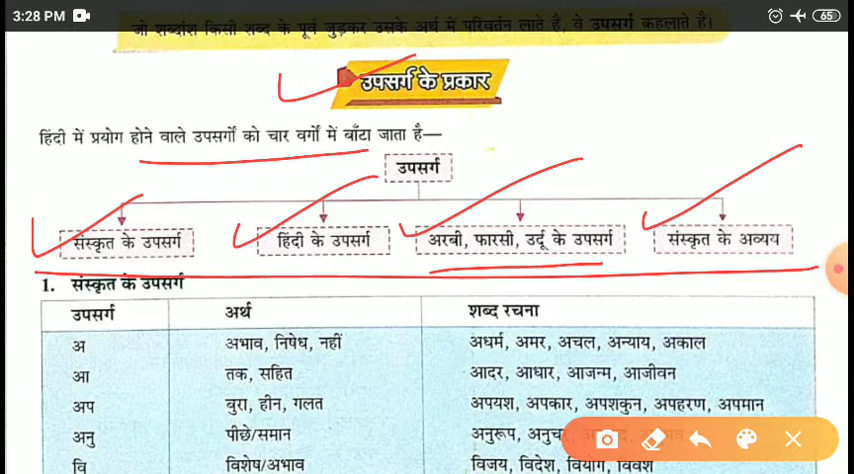 3:28 PM
65
जो शब्दांश किसी शब्द के पूर्व जुड़कर उसके अर्थ में परिवर्तन लाते हैं, वे उपसर्ग कहलाते हैं।
उपसर्ग के प्रकार
हिंदी में प्रयोग होने वाले उपसर्गों को चार वर्गों में बाँटा जाता है—
उपसर्ग
संस्कृत के उपसर्ग हिंदी के उपसर्ग अरबी, फारसी, उर्दू के उपसर्ग संस्कृत के अव्यय
1. संस्कृत के उपसर्ग
उपसर्ग अर्थ शब्द रचना
अ अभाव, निषेध, नहीं अधर्म, अमर, अचल, अन्याय, अकाल
आ तक, सहित आदर, आधार, आजन्म, आजीवन
अप बुरा, हीन, गलत अपयश, अपकार, अपशकुन, अपहरण, अपमान
अनु पीछे/समान अनुरूप, अनुचर
वि विशेष/अभाव विजय, विदेश, वियोग, विवश